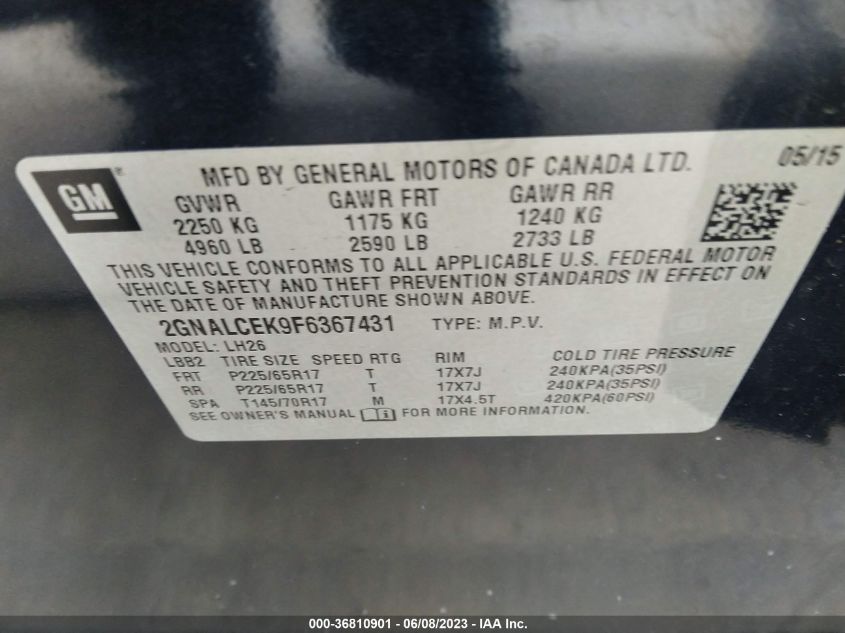 GM®
MFD BY GENERAL MOTORS OF CANADA LTD. 05/15
GVWR GAWR FRT GAWR RR
2250 KG 1175 KG 1240 KG
4960 LB 2590 LB 2733 LB
THIS VEHICLE CONFORMS TO ALL APPLICABLE U.S. FEDERAL MOTOR
VEHICLE SAFETY AND THEFT PREVENTION STANDARDS IN EFFECT ON
THE DATE OF MANUFACTURE SHOWN ABOVE.
2GNALCEK9F6367431 TYPE: M.P.V.
MODEL: LH26
LBB2 TIRE SIZE SPEED RTG RIM COLD TIRE PRESSURE
FRT P225/65R17 T 17X7J 240KPA(35PSI)
RR P225/65R17 T 17X7J 240KPA(35PSI)
SPA T145/70R17 M 17X4.5T 420KPA(60PSI)
SEE OWNER'S MANUAL FOR MORE INFORMATION.
000-36810901 - 06/08/2023 - IAA Inc.